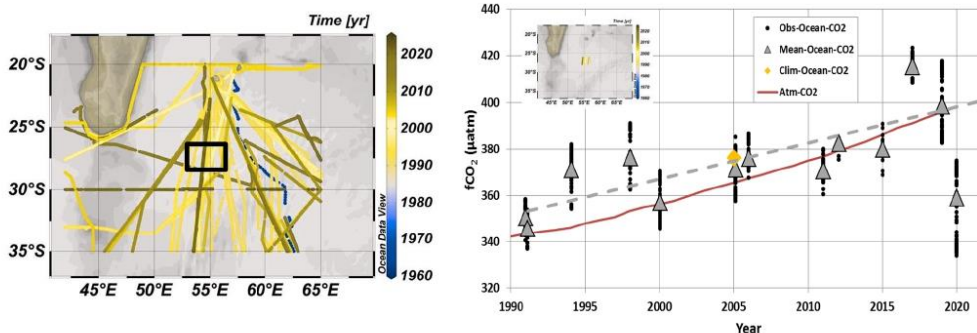 Time [yr]
20°S
25°S
30°S
35°S
45°E 50°E 55°E 60°E 65°E
2020
2010
2000
1990
1980
1970
1960
Ocean Data View
fCO₂ (µatm)
440
420
400
380
360
340
320
1990 1995 2000 2005 2010 2015 2020
Year
Obs-Ocean-CO2
Mean-Ocean-CO2
Clim-Ocean-CO2
Atm-CO2